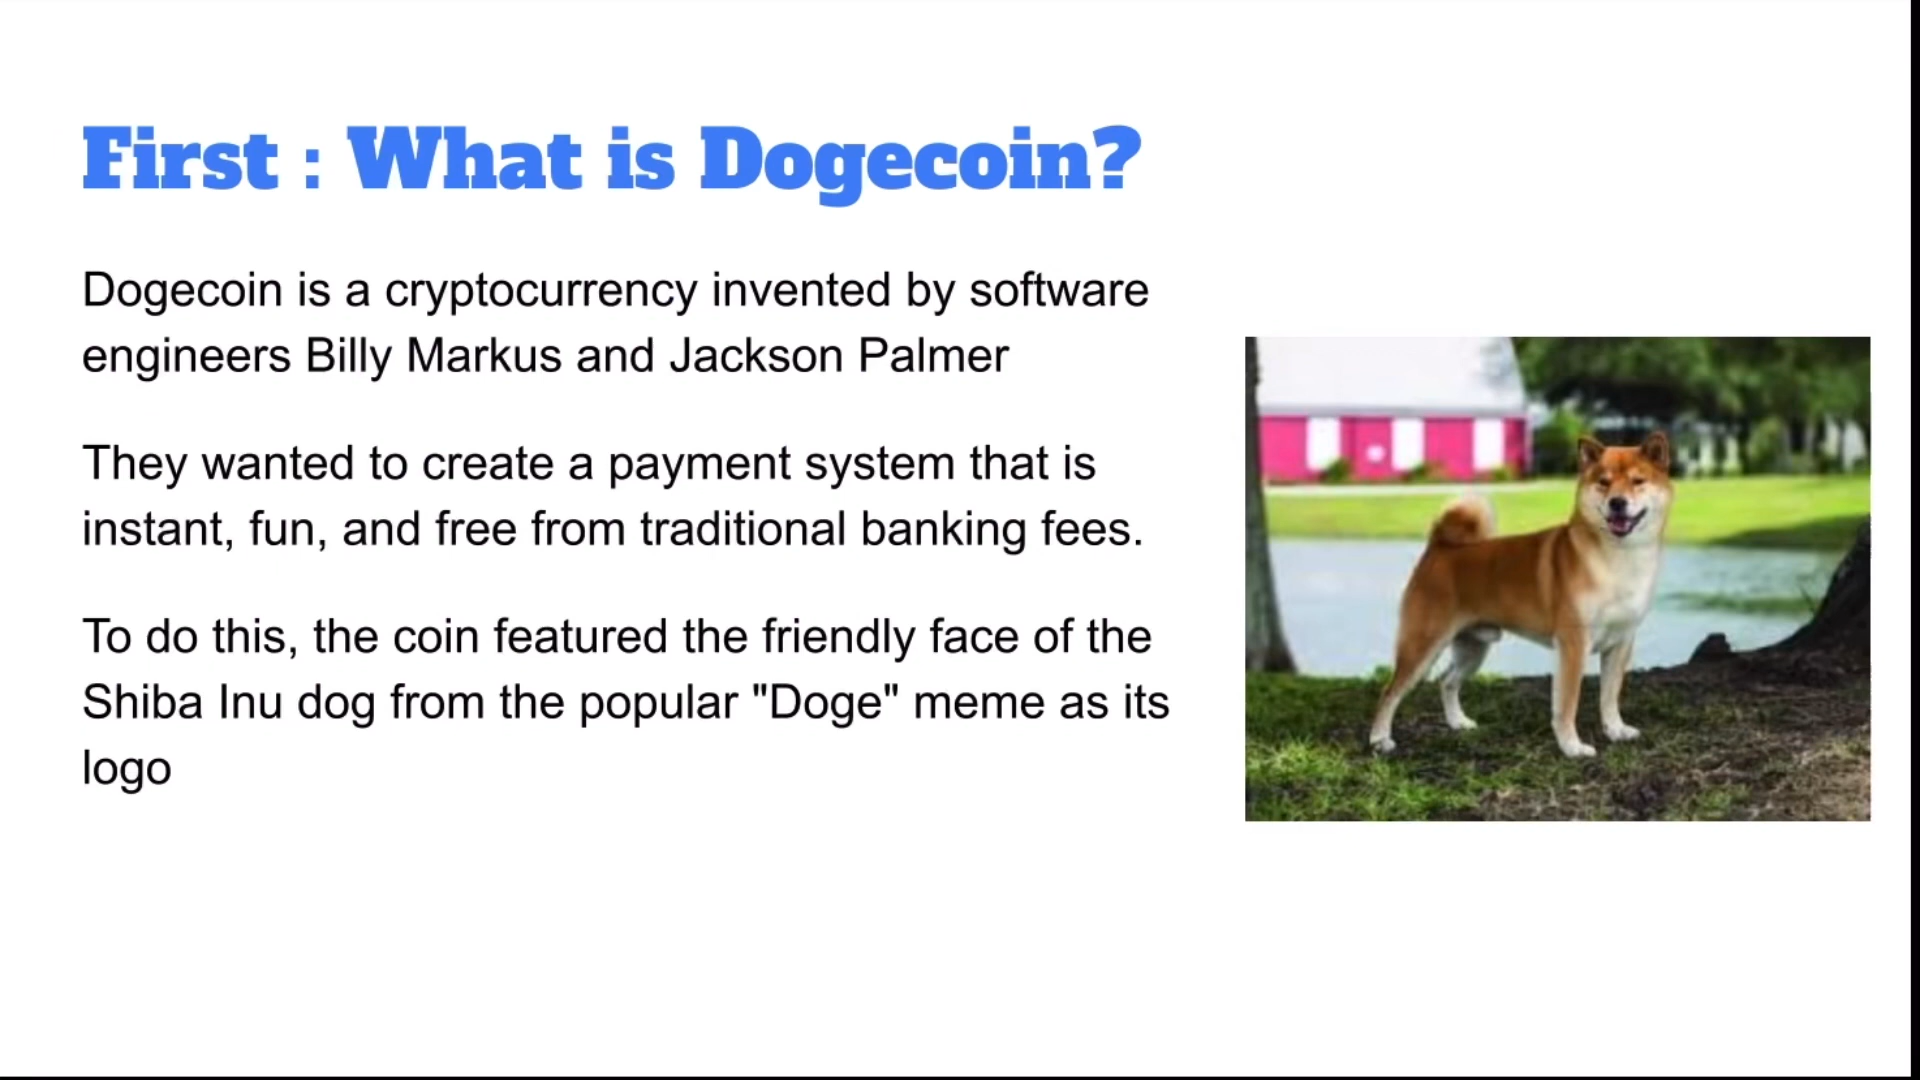 First : What is Dogecoin?
Dogecoin is a cryptocurrency invented by software
engineers Billy Markus and Jackson Palmer
They wanted to create a payment system that is
instant, fun, and free from traditional banking fees.
To do this, the coin featured the friendly face of the
Shiba Inu dog from the popular "Doge" meme as its
logo